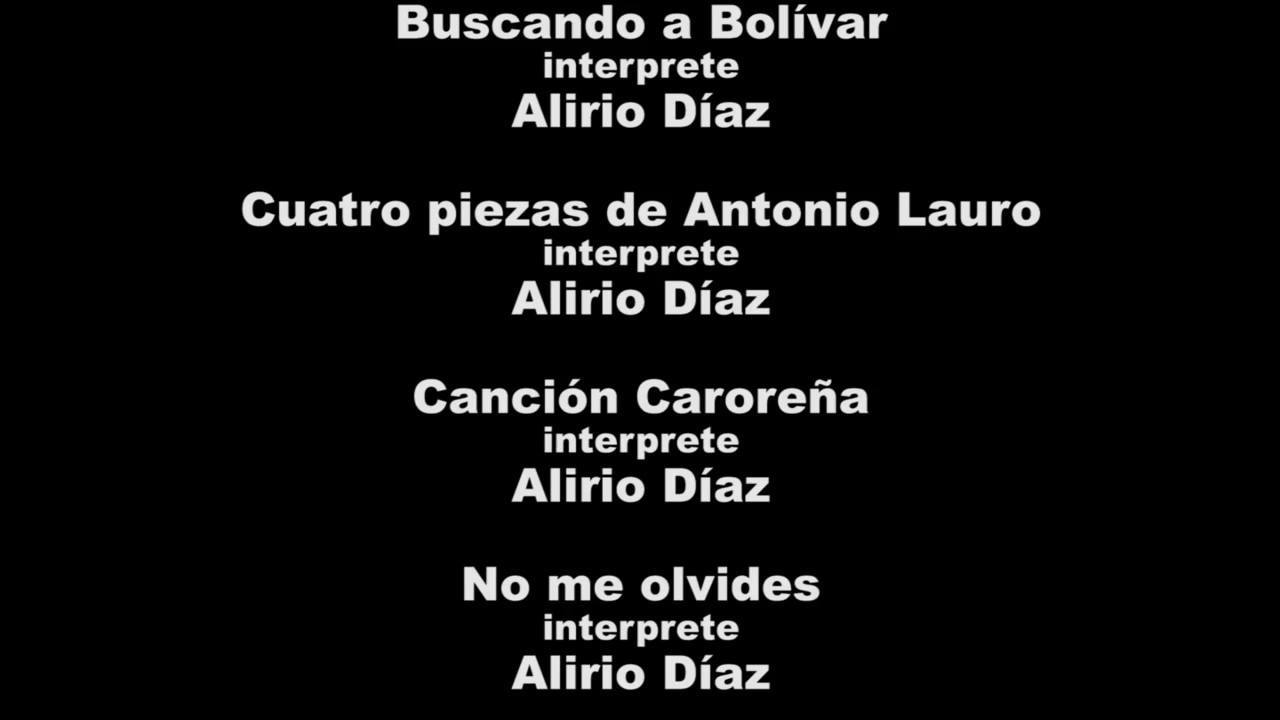 Buscando a Bolívar
interprete
Alirio Díaz
Cuatro piezas de Antonio Lauro
interprete
Alirio Díaz
Canción Caroreña
interprete
Alirio Díaz
No me olvides
interprete
Alirio Díaz